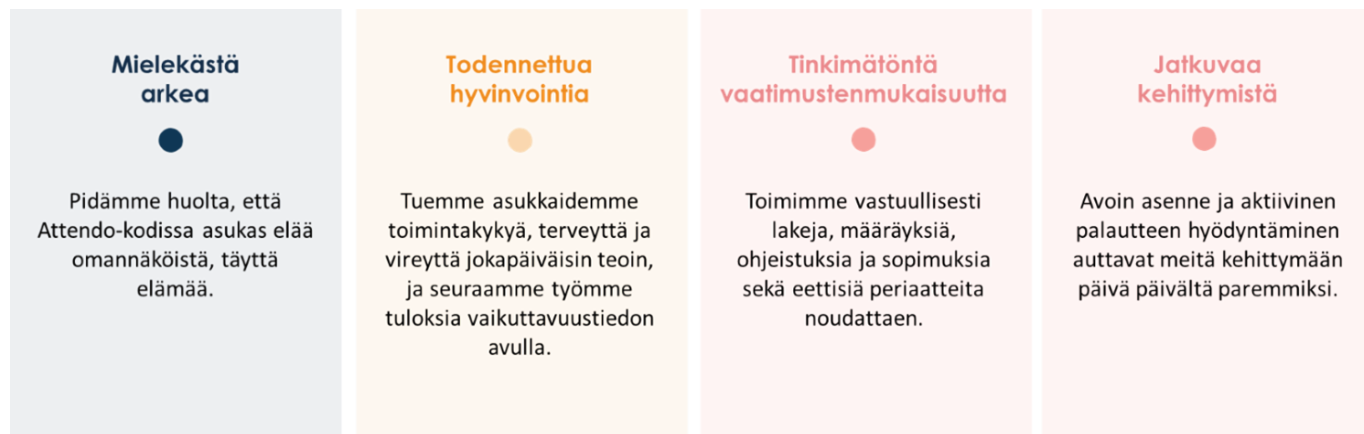 Mielekästä
arkea
Pidämme huolta, että
Attendo-kodissa asukas elää
omannäköistä, täyttä
elämää.
Todennettua
hyvinvointia
Tuemme asukkaidemme
toimintakykyä, terveyttä ja
vireyttä jokapäiväisin teoin,
ja seuraamme työmme
tuloksia vaikuttavuustiedon
avulla.
Tinkimätöntä
vaatimustenmukaisuutta
Toimimme vastuullisesti
lakeja, määräyksiä,
ohjeistuksia ja sopimuksia
sekä eettisiä periaatteita
noudattaen.
Jatkuvaa
kehittymistä
Avoin asenne ja aktiivinen
palautteen hyödyntäminen
auttavat meitä kehittymään
päivä päivältä paremmiksi.